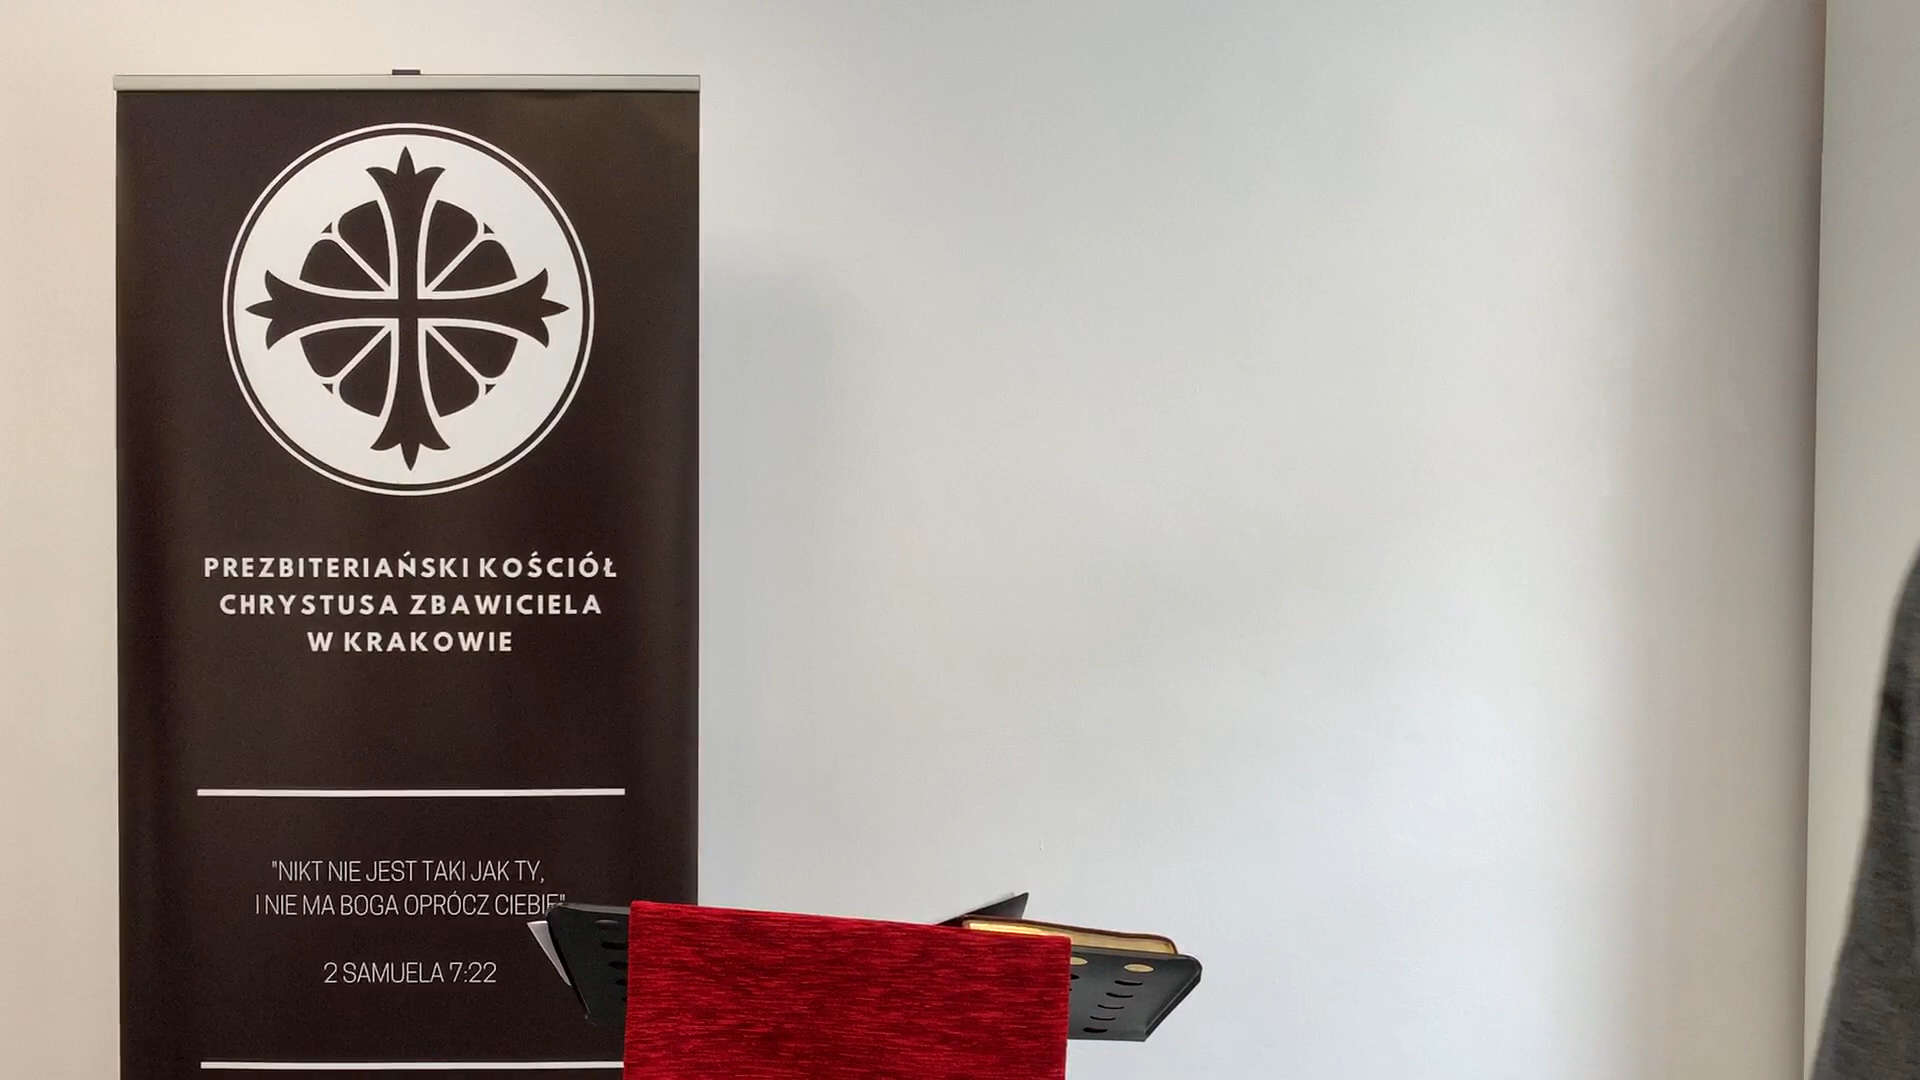 PREZBITERIAŃSKI KOŚCIÓŁ
CHRYSTUSA ZBAWICIELA
W KRAKOWIE
"NIKT NIE JEST TAKI JAK TY,
I NIE MA BOGA OPRÓCZ CIEBIE"
2 SAMUELA 7:22